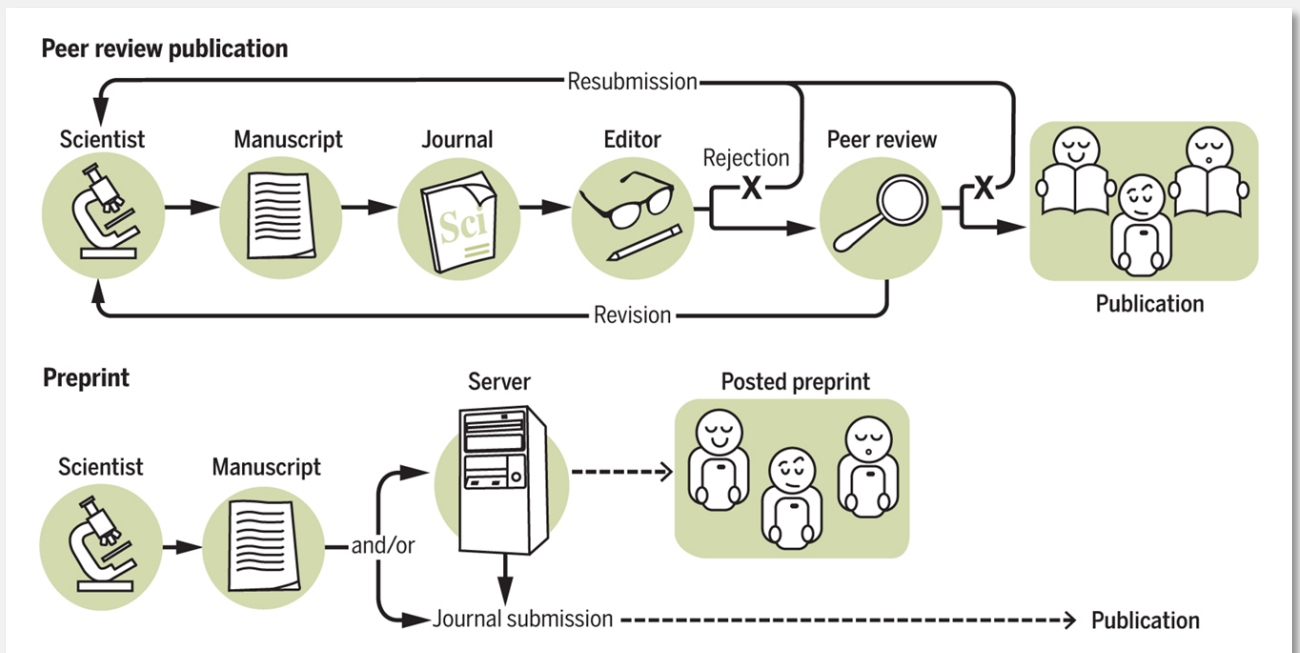 Peer review publication
Resubmission
Scientist
Manuscript
Journal
Editor
Rejection
Peer review
X
X
Sci
Publication
Revision
Preprint
Server
Posted preprint
Scientist
Manuscript
and/or
Journal submission
Publication